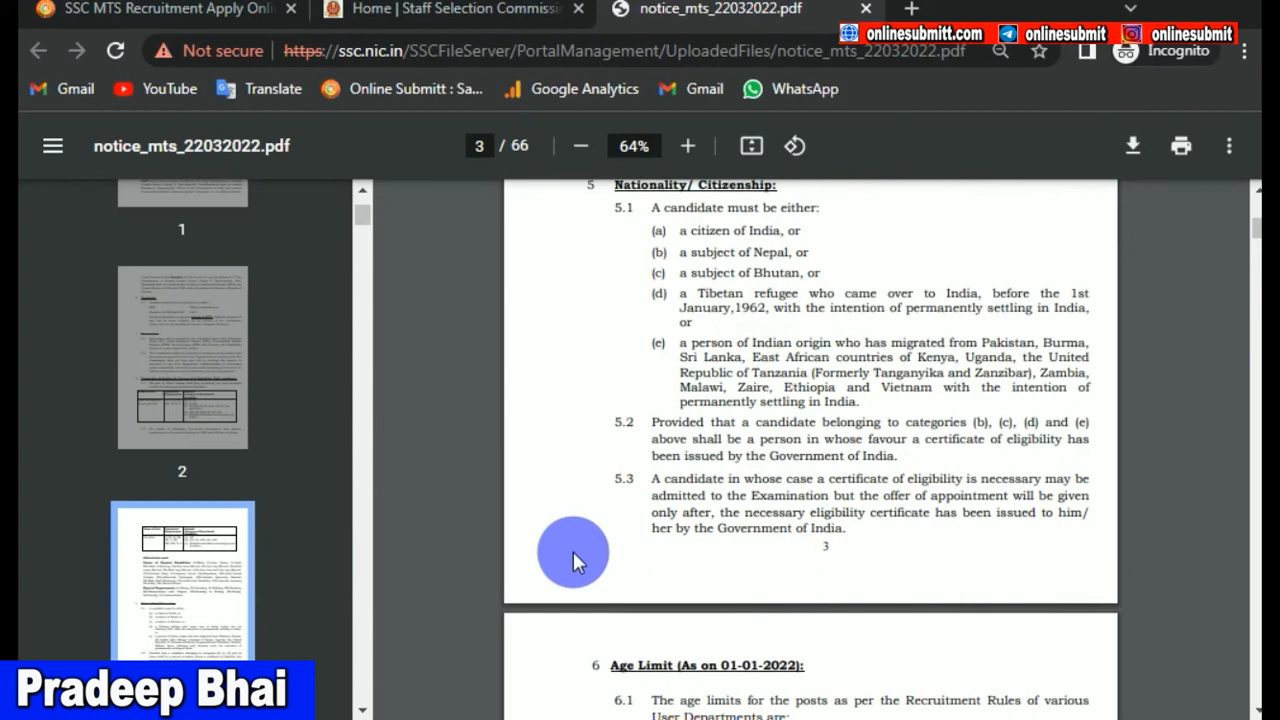 SSC MTS Recruitment Apply Onli
Home | Staff Selection Commissi
notice_mts_22032022.pdf
onlinesubmitt.com
onlinesubmit
onlinesubmit
Not secure
https://ssc.nic.in/SSCFileServer/PortalManagement/UploadedFiles/notice_mts_22032022.pdf
Incognito
Gmail
YouTube
Translate
Online Submitt : Sa...
Google Analytics
Gmail
WhatsApp
notice_mts_22032022.pdf
3 / 66
64%
1
2
5 Nationality/ Citizenship:
5.1 A candidate must be either:
(a) a citizen of India, or
(b) a subject of Nepal, or
(c) a subject of Bhutan, or
(d) a Tibetan refugee who came over to India, before the 1st
January,1962, with the intention of permanently settling in India,
or
(e) a person of Indian origin who has migrated from Pakistan, Burma,
Sri Lanka, East African countries of Kenya, Uganda, the United
Republic of Tanzania (Formerly Tanganyika and Zanzibar), Zambia,
Malawi, Zaire, Ethiopia and Vietnam with the intention of
permanently settling in India.
5.2 Provided that a candidate belonging to categories (b), (c), (d) and (e)
above shall be a person in whose favour a certificate of eligibility has
been issued by the Government of India.
5.3 A candidate in whose case a certificate of eligibility is necessary may be
admitted to the Examination but the offer of appointment will be given
only after, the necessary eligibility certificate has been issued to him/
her by the Government of India.
3
6 Age Limit (As on 01-01-2022):
6.1 The age limits for the posts as per the Recruitment Rules of various
User Departments are:
Pradeep Bhai